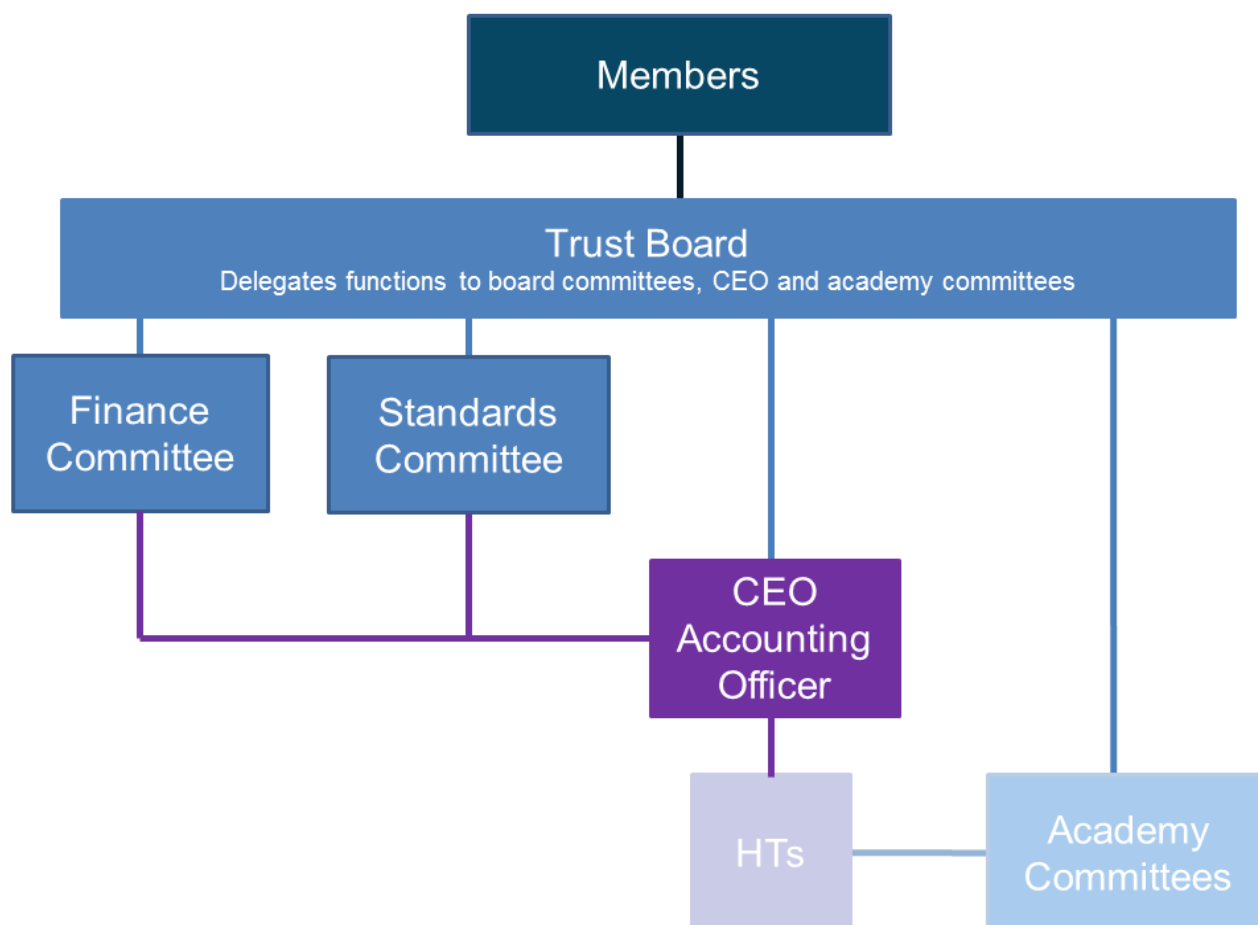 Members
Trust Board
Delegates functions to board committees, CEO and academy committees
Finance
Committee
Standards
Committee
CEO
Accounting
Officer
HTs
Academy
Committees